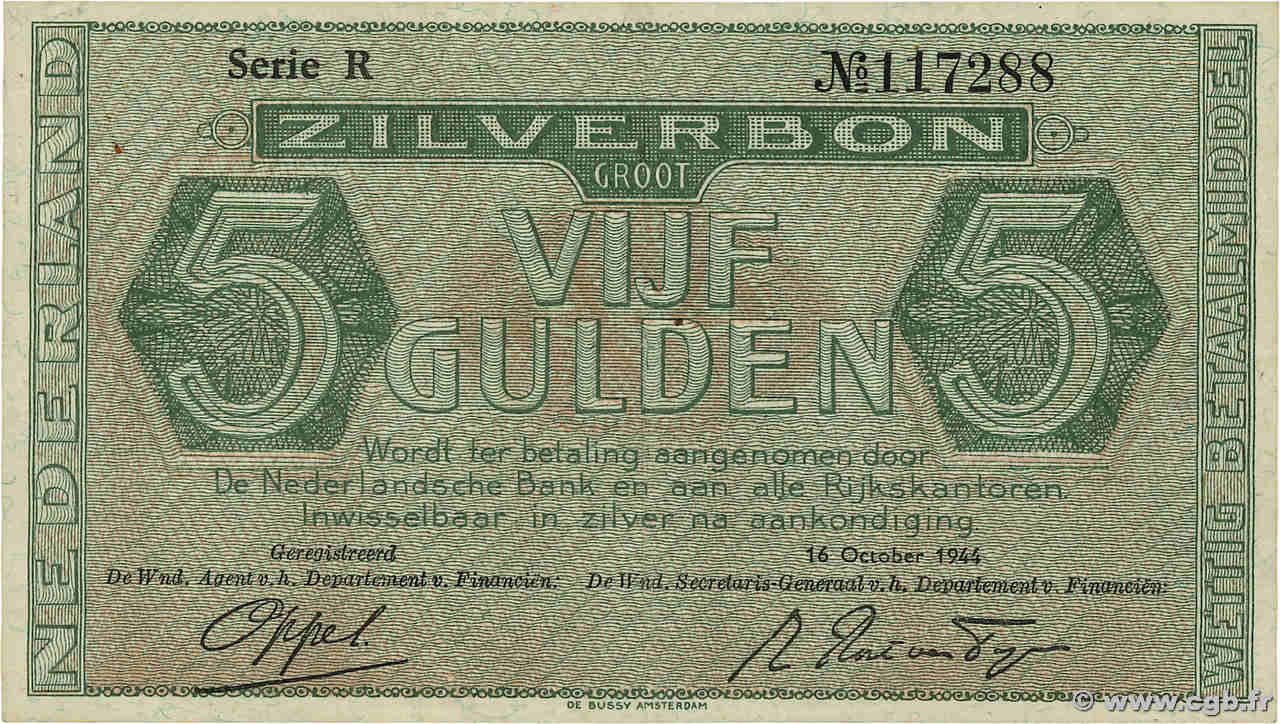 Serie R
№117288
ZILVERBON
GROOT
NEDERLAND
WETTIG BETAALMIDDEL
5
VIJF
GULDEN
5
Wordt ter betaling aangenomen door
De Nederlandsche Bank en aan alle Rijkskantoren.
Inwisselbaar in zilver na aankondiging.
Geregistreerd
16 October 1944
De Wnd. Agent v. h. Departement v. Financiën:
De Wnd. Secretaris-Generaal v. h. Departement v. Financiën:
Oppel.
DE BUSSY AMSTERDAM
© www.cgb.fr